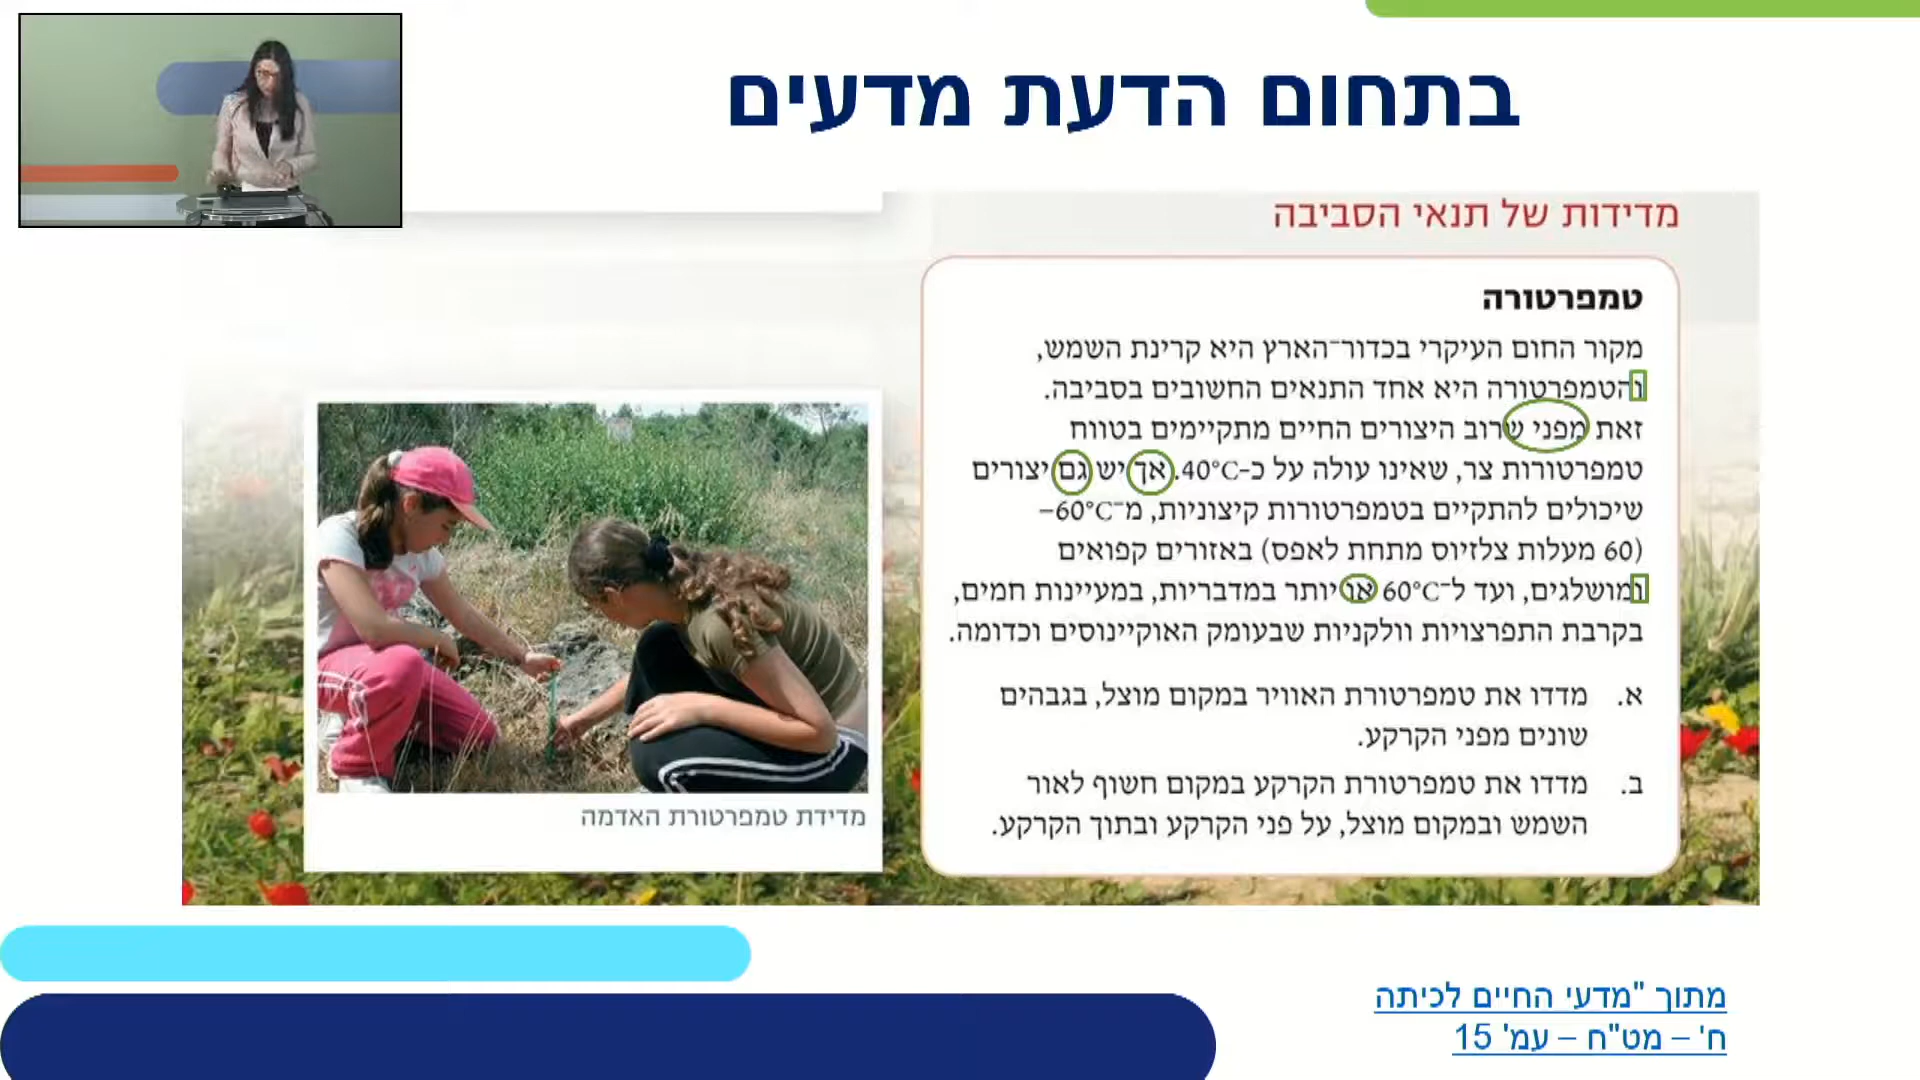 בתחום הדעת מדעים
מדידות של תנאי הסביבה
טמפרטורה
מקור החום העיקרי בכדור־הארץ היא קרינת השמש,
והטמפרטורה היא אחד התנאים החשובים בסביבה.
זאת מפני שרוב היצורים החיים מתקיימים בטווח
טמפרטורות צר, שאינו עולה על כ-40°C. אך יש גם יצורים
שיכולים להתקיים בטמפרטורות קיצוניות, מ־60°C−
(60 מעלות צלזיוס מתחת לאפס) באזורים קפואים
ומושלגים, ועד ל־60°C או יותר במדבריות, במעיינות חמים,
בקרבת התפרצויות וולקניות שבעומק האוקיינוסים וכדומה.
א. מדדו את טמפרטורת האוויר במקום מוצל, בגבהים
שונים מפני הקרקע.
ב. מדדו את טמפרטורת הקרקע במקום חשוף לאור
השמש ובמקום מוצל, על פני הקרקע ובתוך הקרקע.
מדידת טמפרטורת האדמה
מתוך "מדעי החיים לכיתה
ח' – מט"ח – עמ' 15